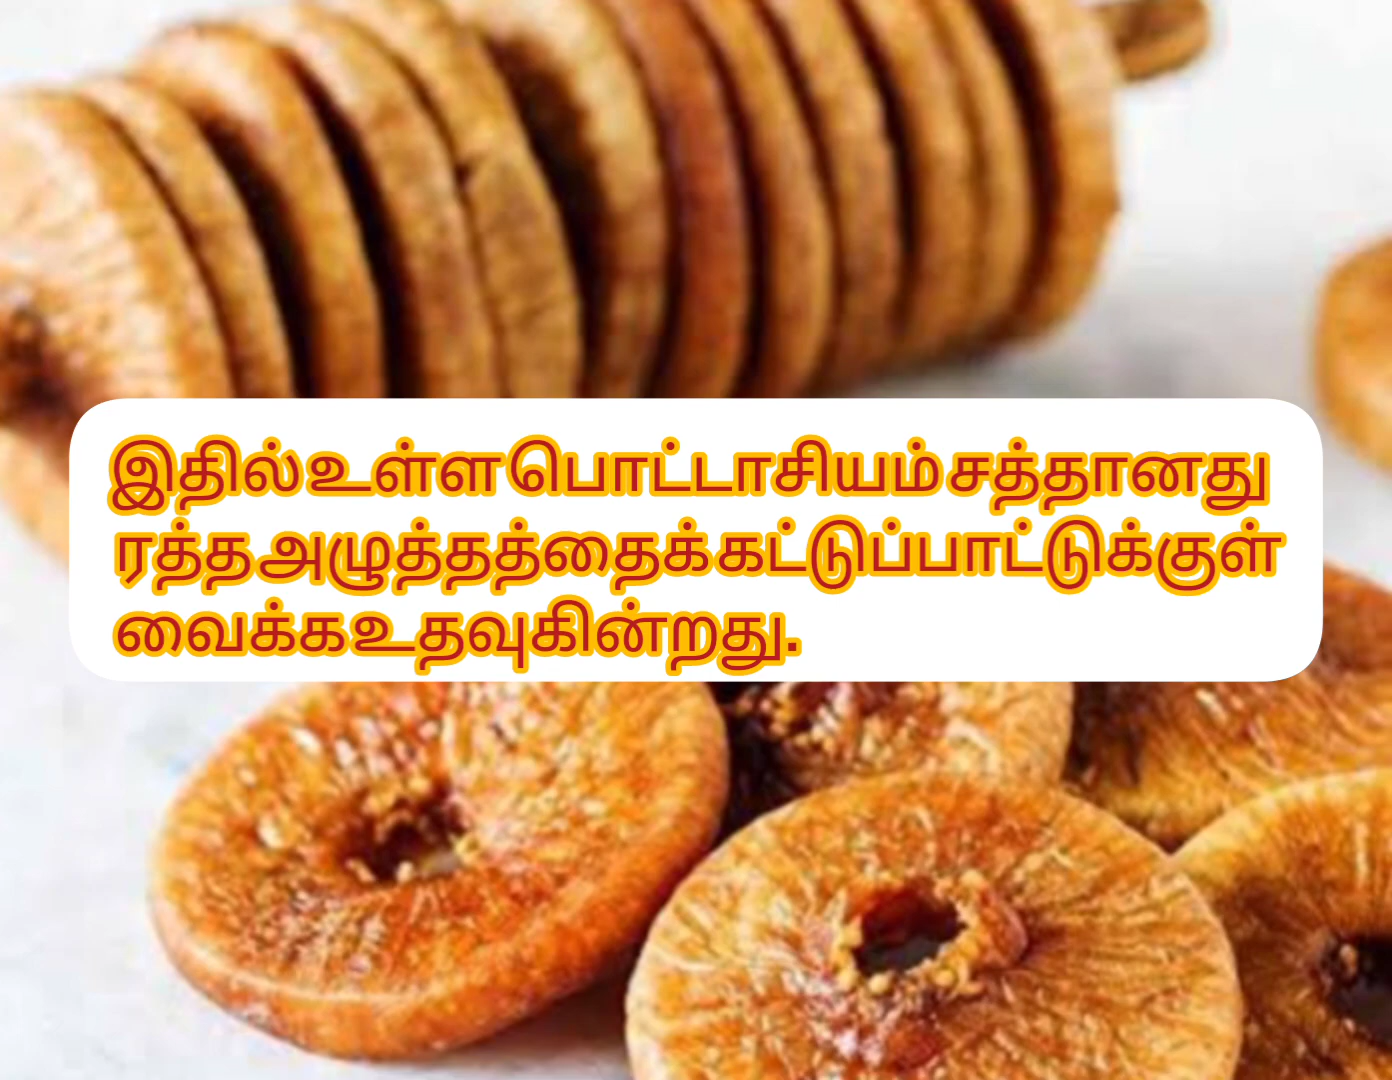 இதில் உள்ள பொட்டாசியம் சத்தானது
ரத்த அழுத்தத்தைக் கட்டுப்பாட்டுக்குள்
வைக்க உதவுகின்றது.